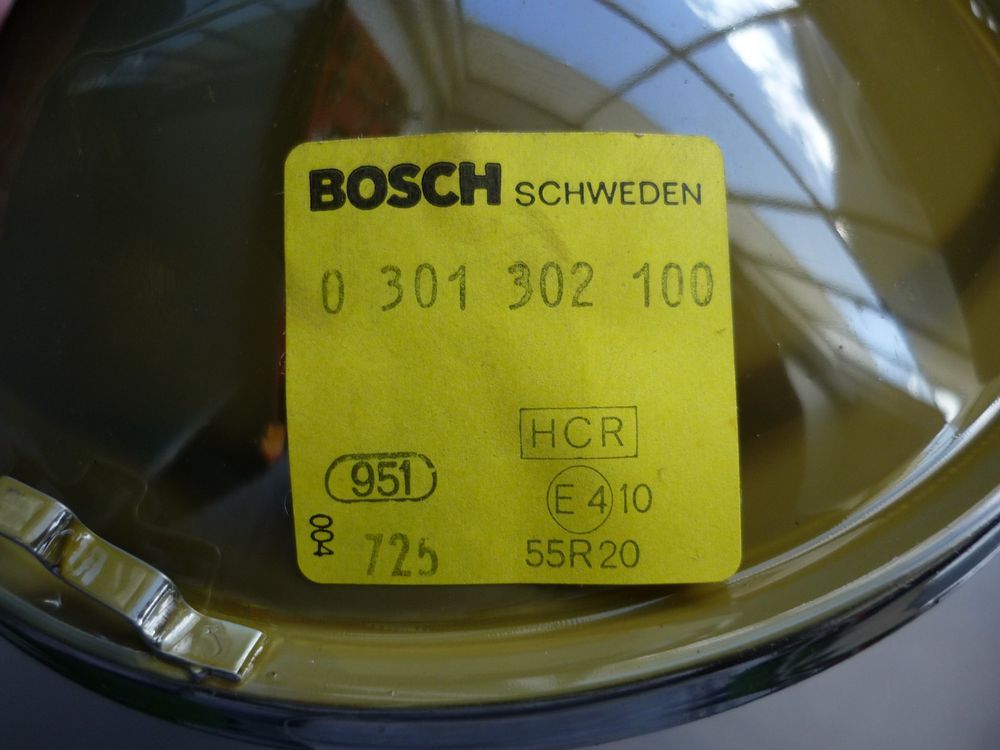 BOSCH SCHWEDEN
0 301 302 100
HCR
951
E 4 10
004
725
55R20